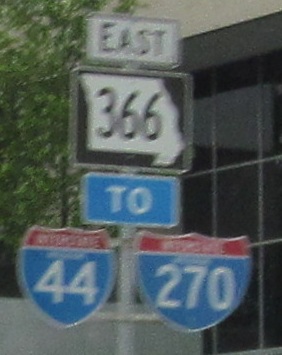 EAST
366
TO
INTERSTATE INTERSTATE
44 270